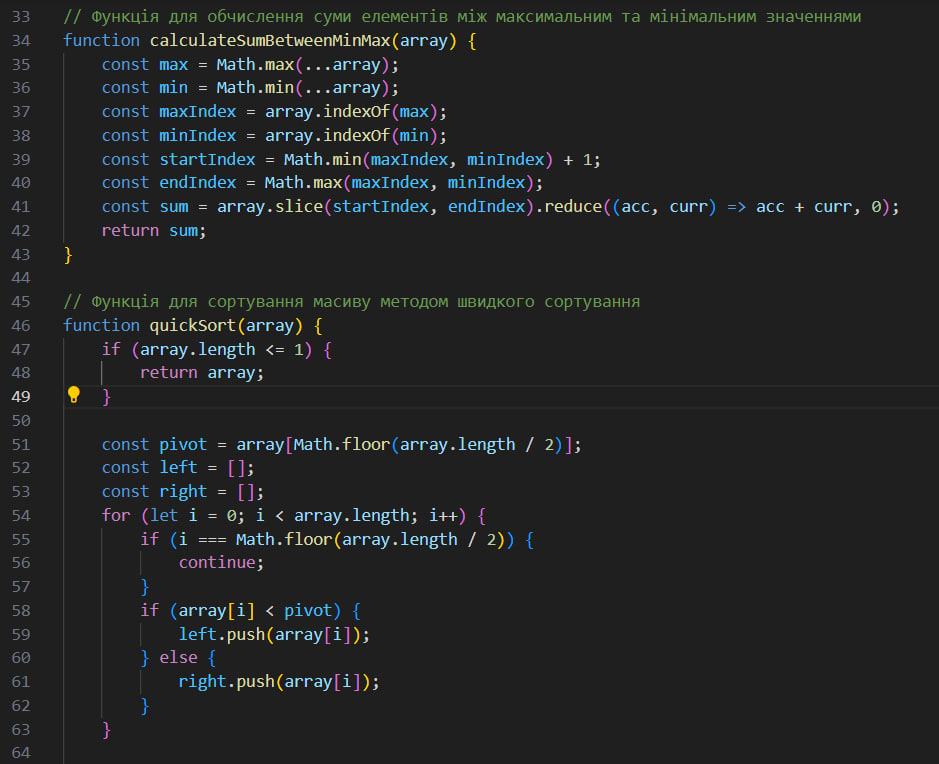 33 // Функція для обчислення суми елементів між максимальним та мінімальним значеннями
34 function calculateSumBetweenMinMax(array) {
35     const max = Math.max(...array);
36     const min = Math.min(...array);
37     const maxIndex = array.indexOf(max);
38     const minIndex = array.indexOf(min);
39     const startIndex = Math.min(maxIndex, minIndex) + 1;
40     const endIndex = Math.max(maxIndex, minIndex);
41     const sum = array.slice(startIndex, endIndex).reduce((acc, curr) => acc + curr, 0);
42     return sum;
43 }
44
45 // Функція для сортування масиву методом швидкого сортування
46 function quickSort(array) {
47     if (array.length <= 1) {
48         return array;
49     }
50
51     const pivot = array[Math.floor(array.length / 2)];
52     const left = [];
53     const right = [];
54     for (let i = 0; i < array.length; i++) {
55         if (i === Math.floor(array.length / 2)) {
56             continue;
57         }
58         if (array[i] < pivot) {
59             left.push(array[i]);
60         } else {
61             right.push(array[i]);
62         }
63     }
64